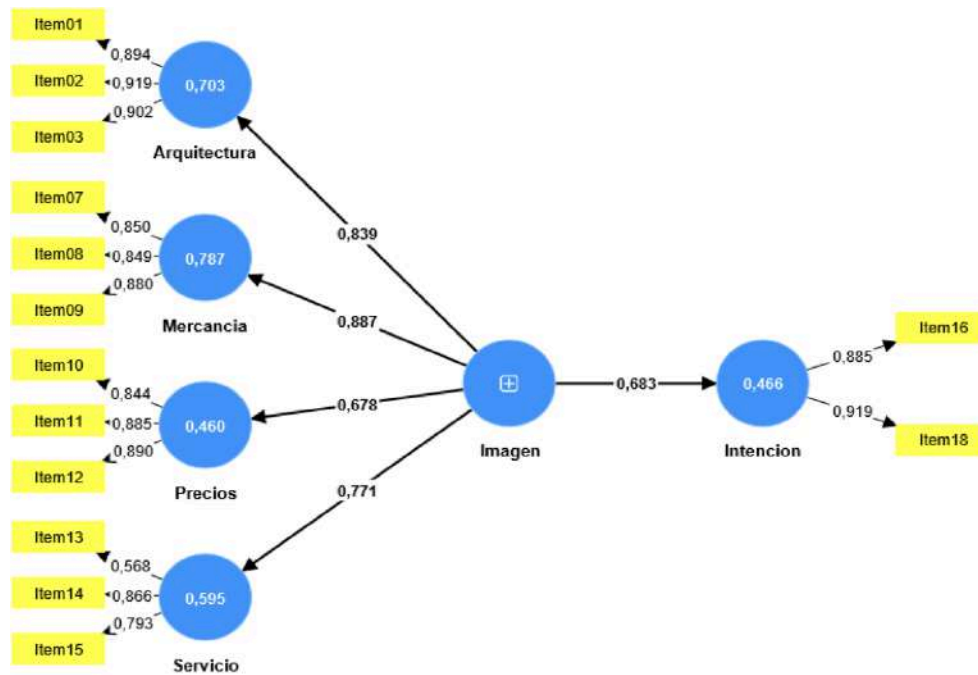 Item01
0,894
Item02
0,919
0,703
Item03
0,902
Arquitectura
Item07
0,850
Item08
0,849
0,787
Item09
0,880
Mercancia
Item10
0,844
Item11
0,885
0,460
Item12
0,890
Precios
Item13
0,568
Item14
0,866
0,595
Item15
0,793
Servicio
0,839
0,887
0,678
0,771
Imagen
0,683
0,466
Intencion
0,885
Item16
0,919
Item18